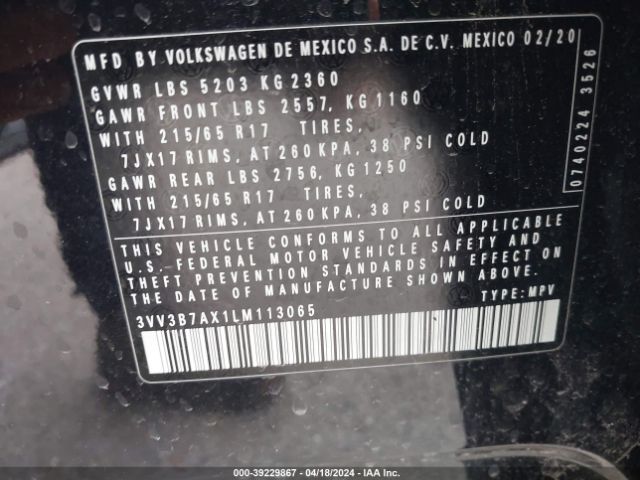 MFD BY VOLKSWAGEN DE MEXICO S.A. DE C.V. MEXICO 02/20
GVWR LBS 5203 KG 2360
GAWR FRONT LBS 2557, KG 1160
WITH 215/65 R17 TIRES,
7JX17 RIMS, AT 260 KPA, 38 PSI COLD
GAWR REAR LBS 2756, KG 1250
WITH 215/65 R17 TIRES,
7JX17 RIMS, AT 260 KPA, 38 PSI COLD
THIS VEHICLE CONFORMS TO ALL APPLICABLE
U.S.-FEDERAL MOTOR VEHICLE SAFETY AND
THEFT PREVENTION STANDARDS IN EFFECT ON
THE DATE OF MANUFACTURE SHOWN ABOVE.
3VV3B7AX1LM113065 TYPE: MPV
0740224 3526
000-39229867 - 04/18/2024 - IAAI.COM